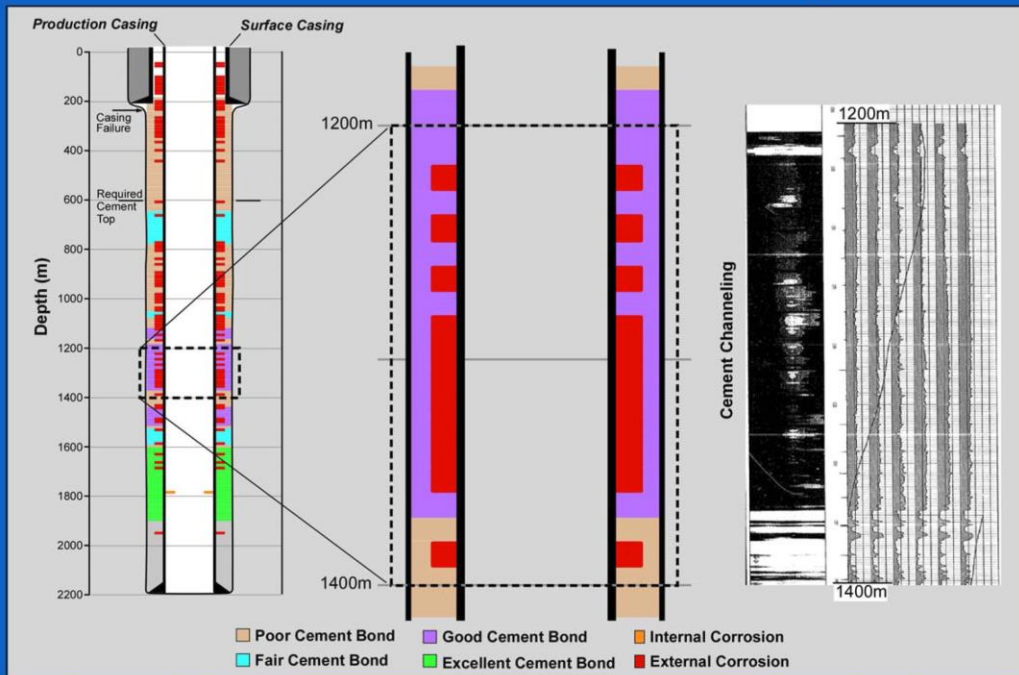 Production Casing
Surface Casing
0
200
400
600
800
1000
1200
1400
1600
1800
2000
2200
Depth (m)
Casing
Failure
Required
Cement
Top
1200m
1400m
Cement Channeling
1200m
1400m
Poor Cement Bond
Good Cement Bond
Internal Corrosion
Fair Cement Bond
Excellent Cement Bond
External Corrosion